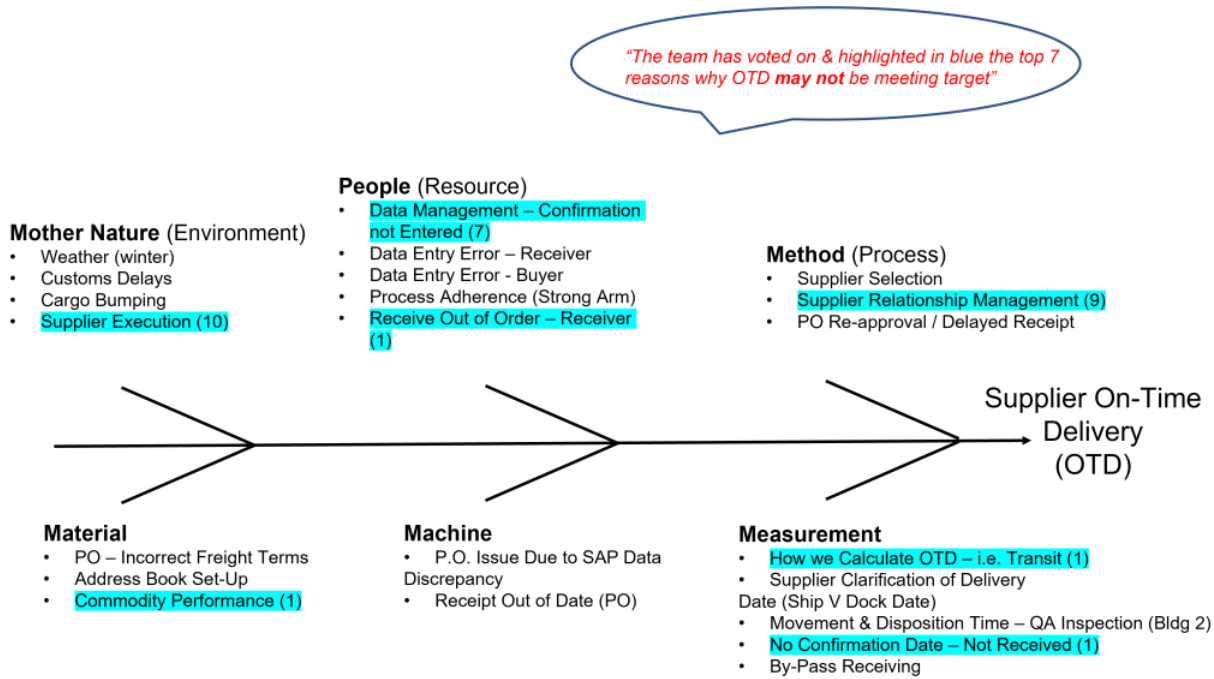 “The team has voted on & highlighted in blue the top 7
reasons why OTD may not be meeting target”
Mother Nature (Environment)
• Weather (winter)
• Customs Delays
• Cargo Bumping
• Supplier Execution (10)
People (Resource)
• Data Management – Confirmation
not Entered (7)
• Data Entry Error – Receiver
• Data Entry Error - Buyer
• Process Adherence (Strong Arm)
• Receive Out of Order – Receiver
(1)
Method (Process)
• Supplier Selection
• Supplier Relationship Management (9)
• PO Re-approval / Delayed Receipt
Supplier On-Time
Delivery
(OTD)
Material
• PO – Incorrect Freight Terms
• Address Book Set-Up
• Commodity Performance (1)
Machine
• P.O. Issue Due to SAP Data
Discrepancy
• Receipt Out of Date (PO)
Measurement
• How we Calculate OTD – i.e. Transit (1)
• Supplier Clarification of Delivery
Date (Ship V Dock Date)
• Movement & Disposition Time – QA Inspection (Bldg 2)
• No Confirmation Date – Not Received (1)
• By-Pass Receiving